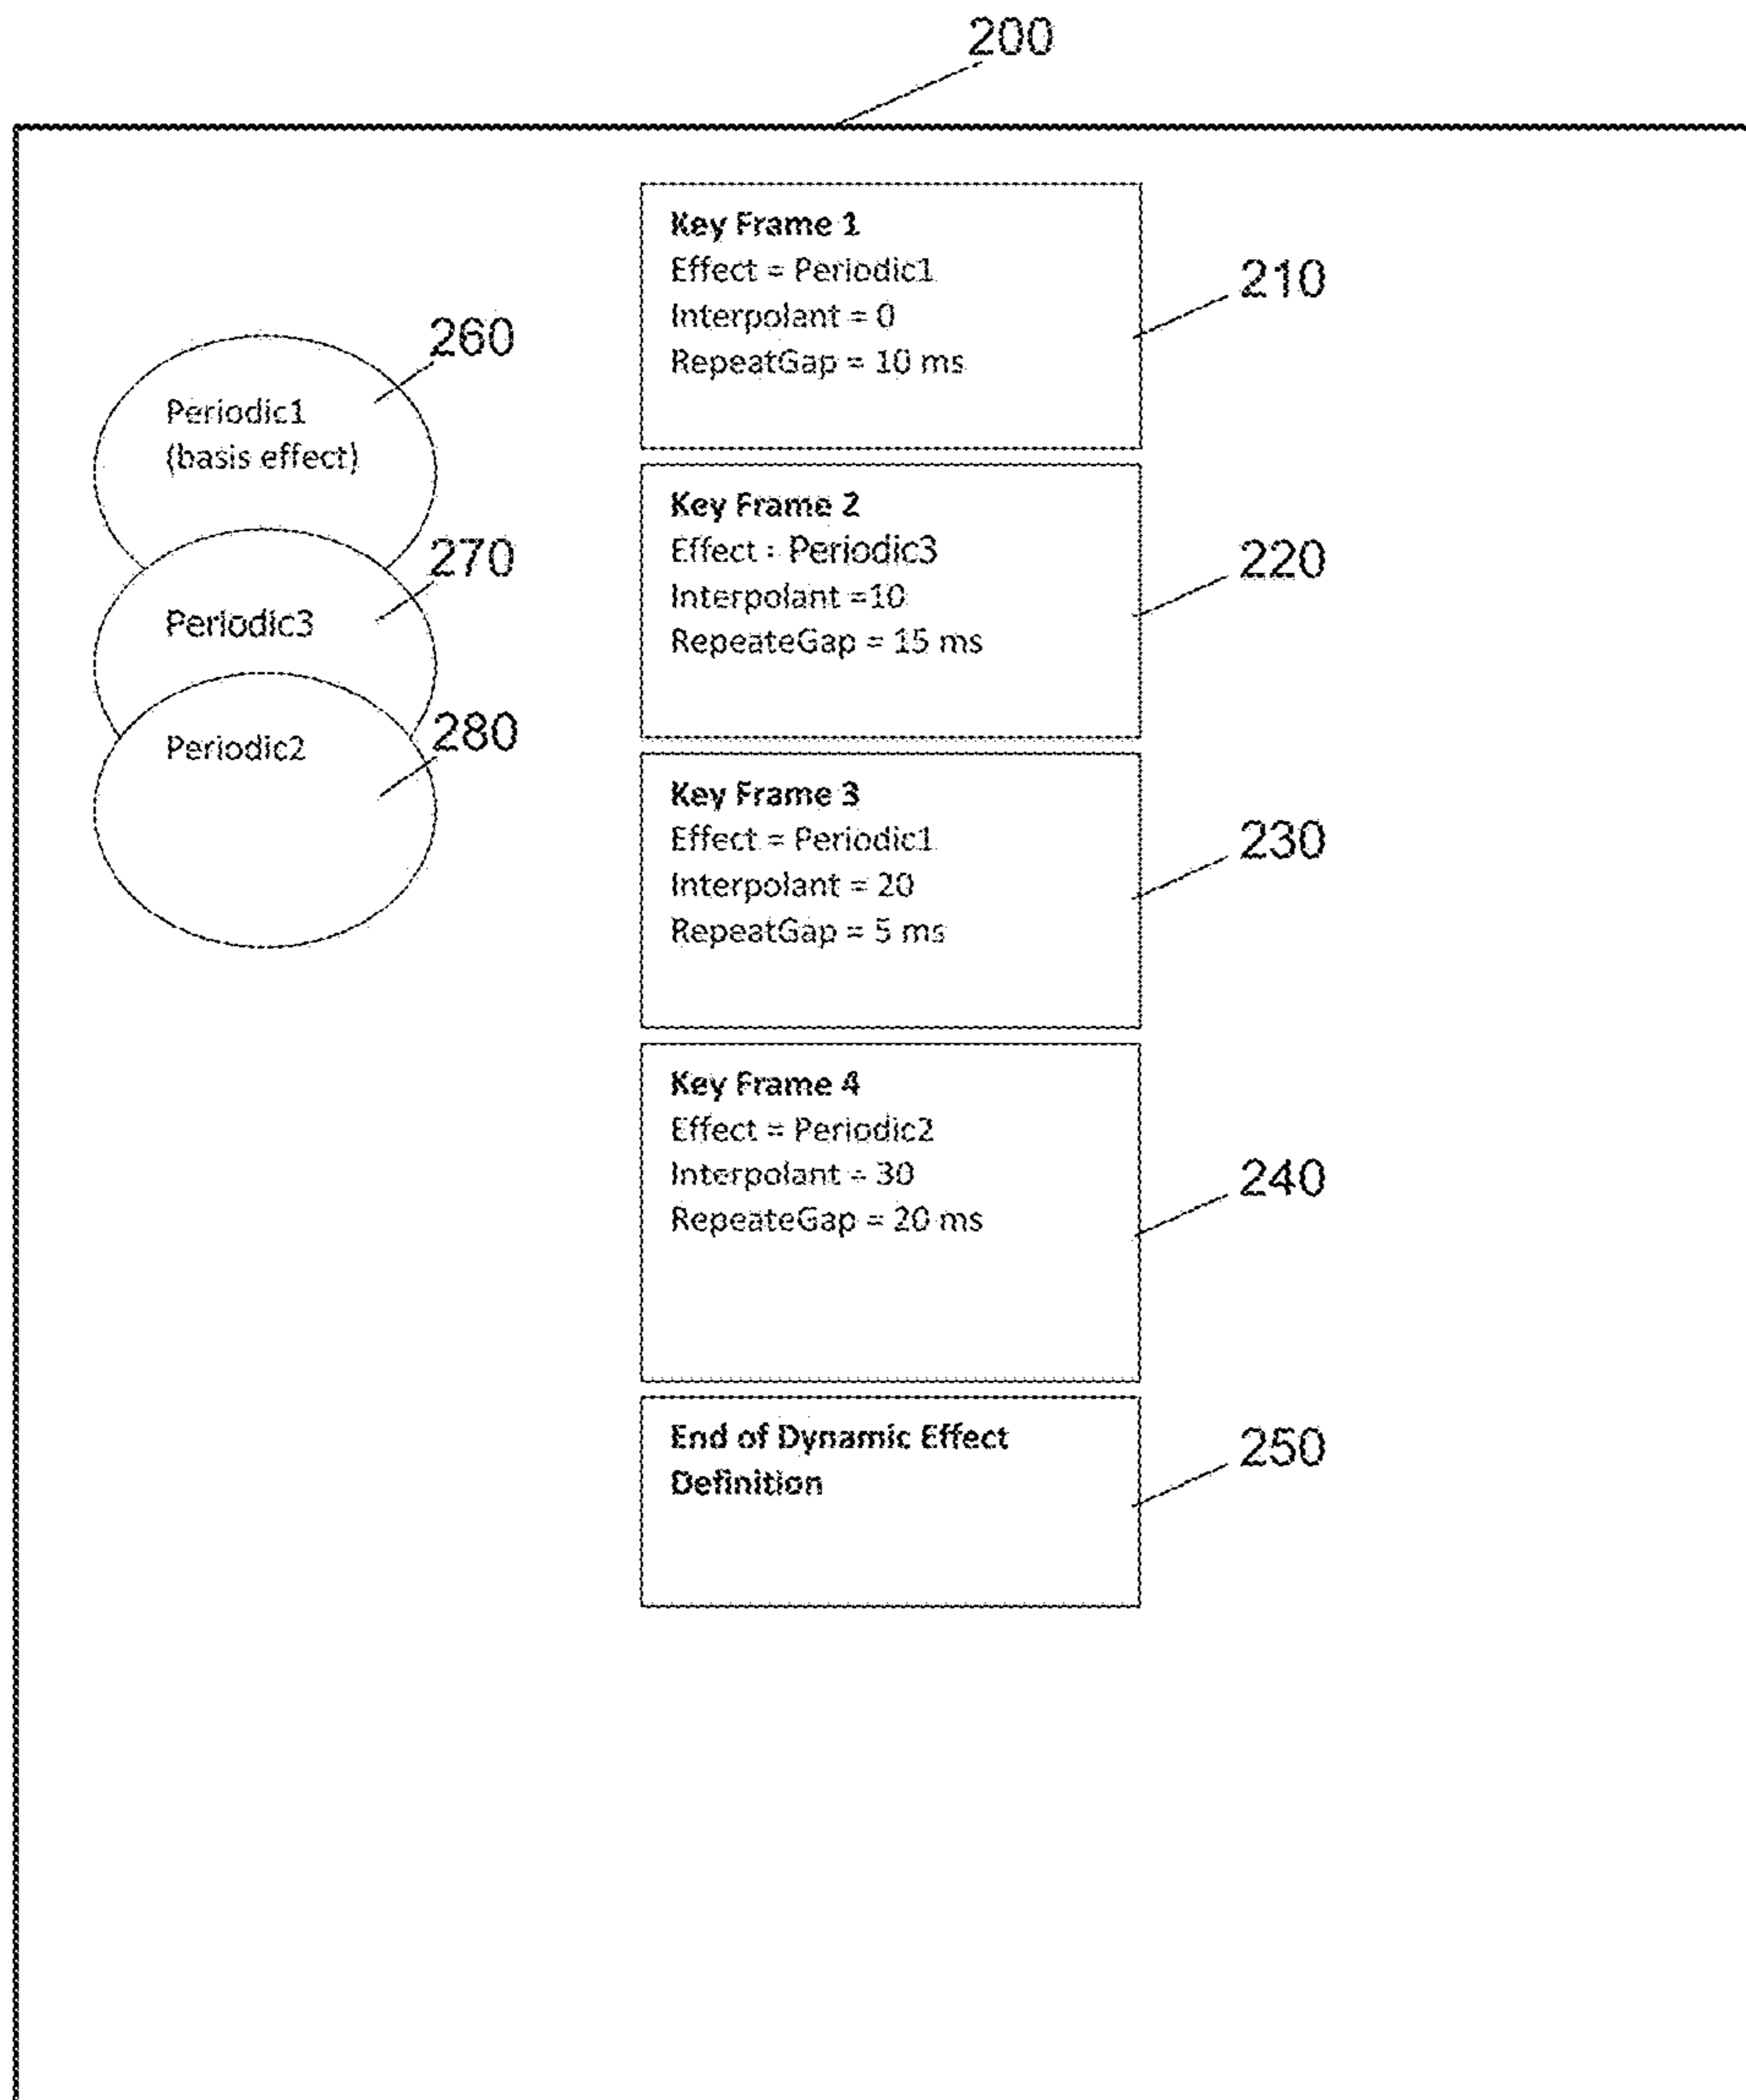 200
Key Frame 1
Effect = Periodic1
Interpolant = 0
RepeatGap = 10 ms
210
260
Periodic1
(basis effect)
Key Frame 2
Effect = Periodic3
Interpolant =10
RepeateGap = 15 ms
220
270
Periodic3
280
Periodic2
Key Frame 3
Effect = Periodic1
Interpolant = 20
RepeatGap = 5 ms
230
Key Frame 4
Effect = Periodic2
Interpolant = 30
RepeateGap = 20 ms
240
End of Dynamic Effect
Definition
250